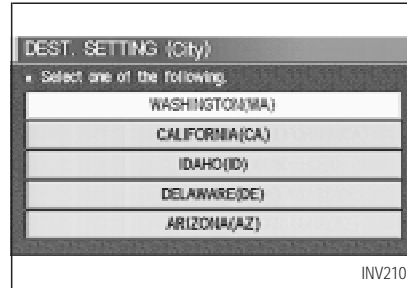 DEST. SETTING (City)
Select one of the following.
WASHINGTON(WA)
CALIFORNIA(CA)
IDAHO(ID)
DELAWARE(DE)
ARIZONA(AZ)
INV210